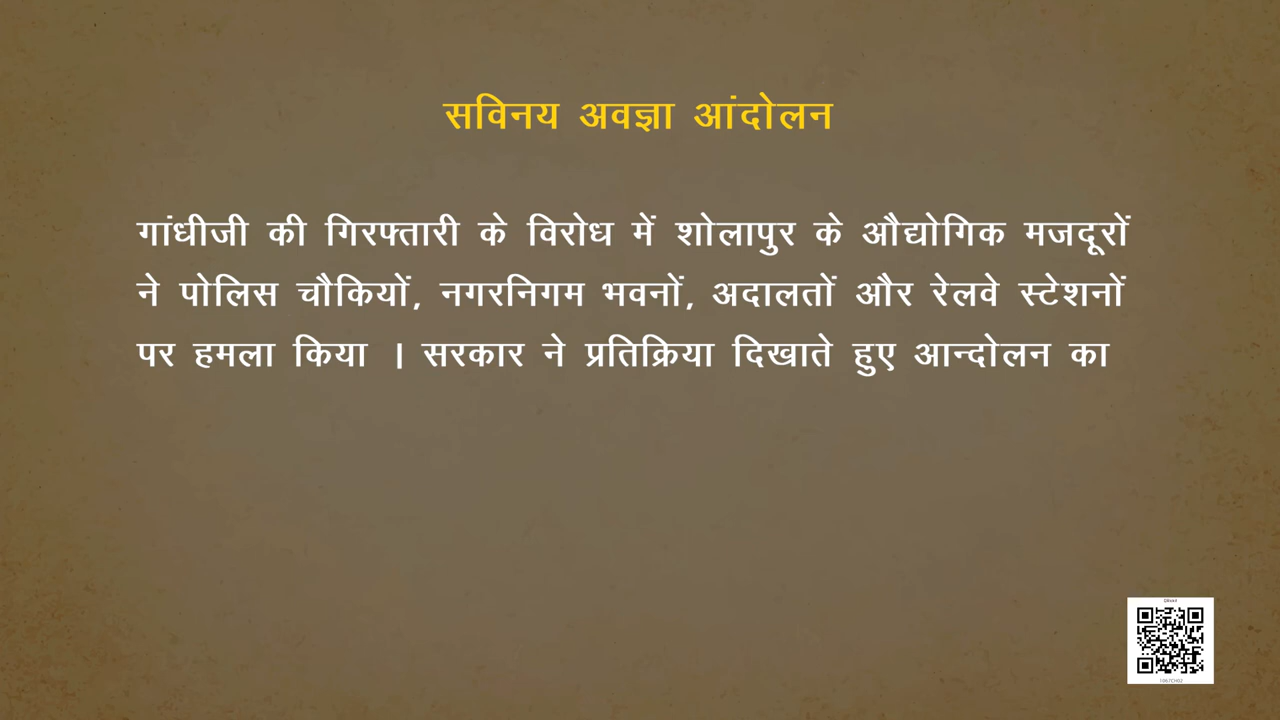 सविनय अवज्ञा आंदोलन
गांधीजी की गिरफ्तारी के विरोध में शोलापुर के औद्योगिक मजदूरों
ने पोलिस चौकियों, नगरनिगम भवनों, अदालतों और रेलवे स्टेशनों
पर हमला किया । सरकार ने प्रतिक्रिया दिखाते हुए आन्दोलन का